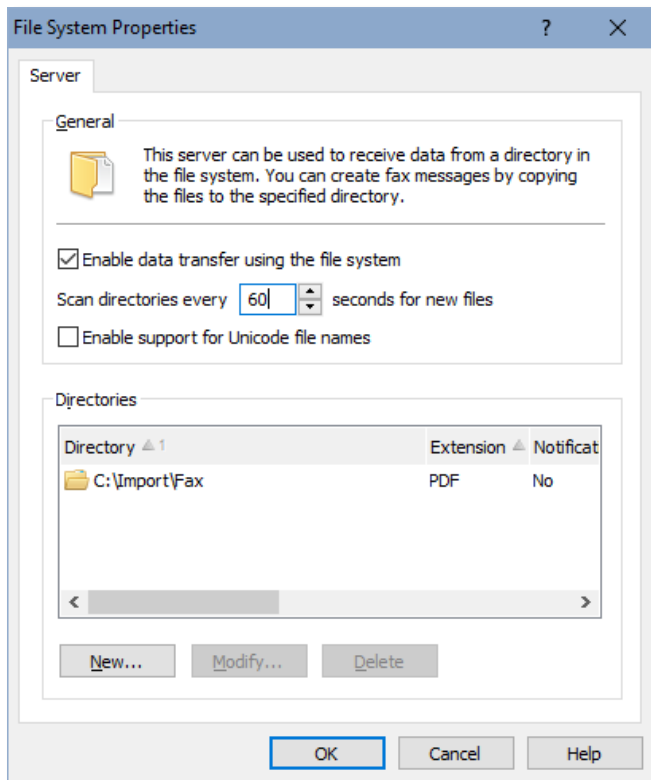 File System Properties ?
Server
General
This server can be used to receive data from a directory in
the file system. You can create fax messages by copying
the files to the specified directory.
Enable data transfer using the file system
Scan directories every 60 seconds for new files
Enable support for Unicode file names
Directories
Directory 1 Extension Notificat
C:\Import\Fax PDF No
New... Modify... Delete
OK Cancel Help